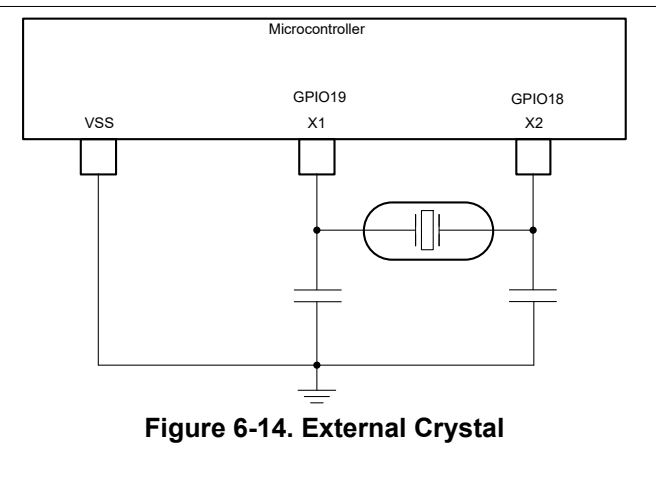 Microcontroller
GPIO19
GPIO18
VSS
X1
X2
Figure 6-14. External Crystal